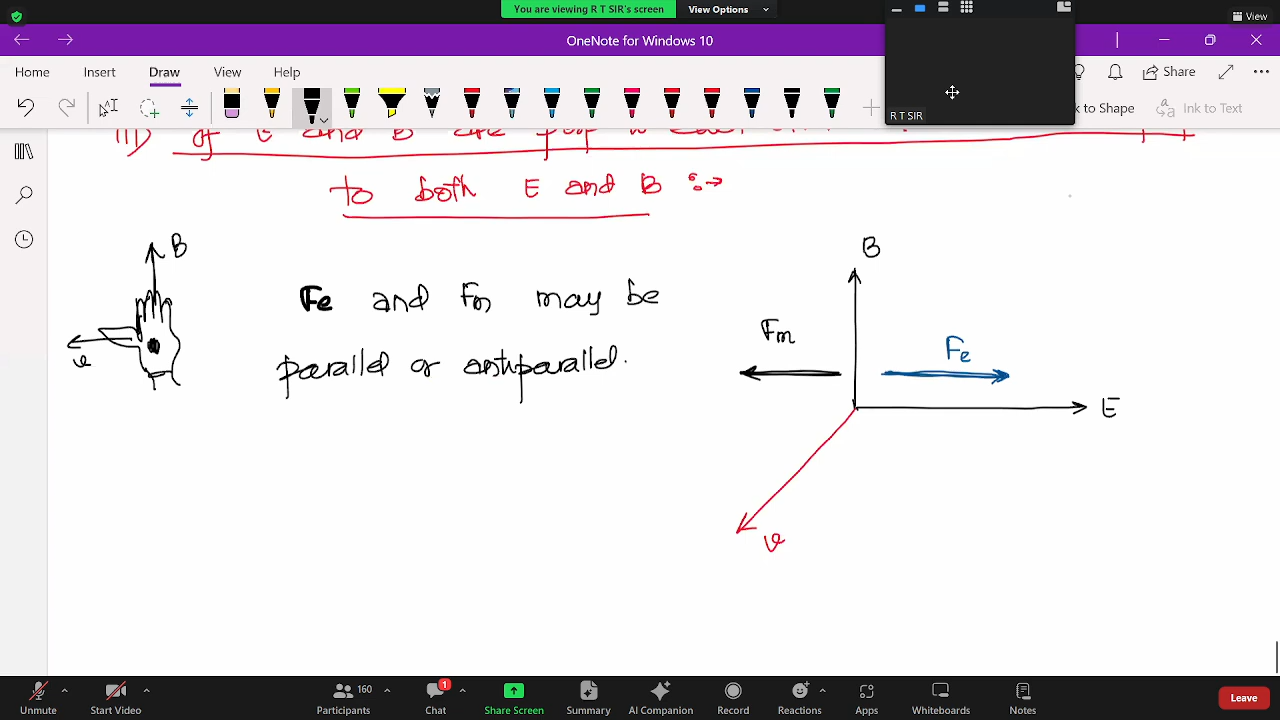 You are viewing R T SIR's screen
View Options
View
OneNote for Windows 10
Home Insert Draw View Help
Share
R T SIR
k to Shape
Ink to Text
to both E and B :→
B
v
Fe and Fm may be
parallel or antiparallel.
B
Fm
Fe
E
v
Unmute
Start Video
160
Participants
1
Chat
Share Screen
Summary
AI Companion
Record
Reactions
Apps
Whiteboards
Notes
Leave